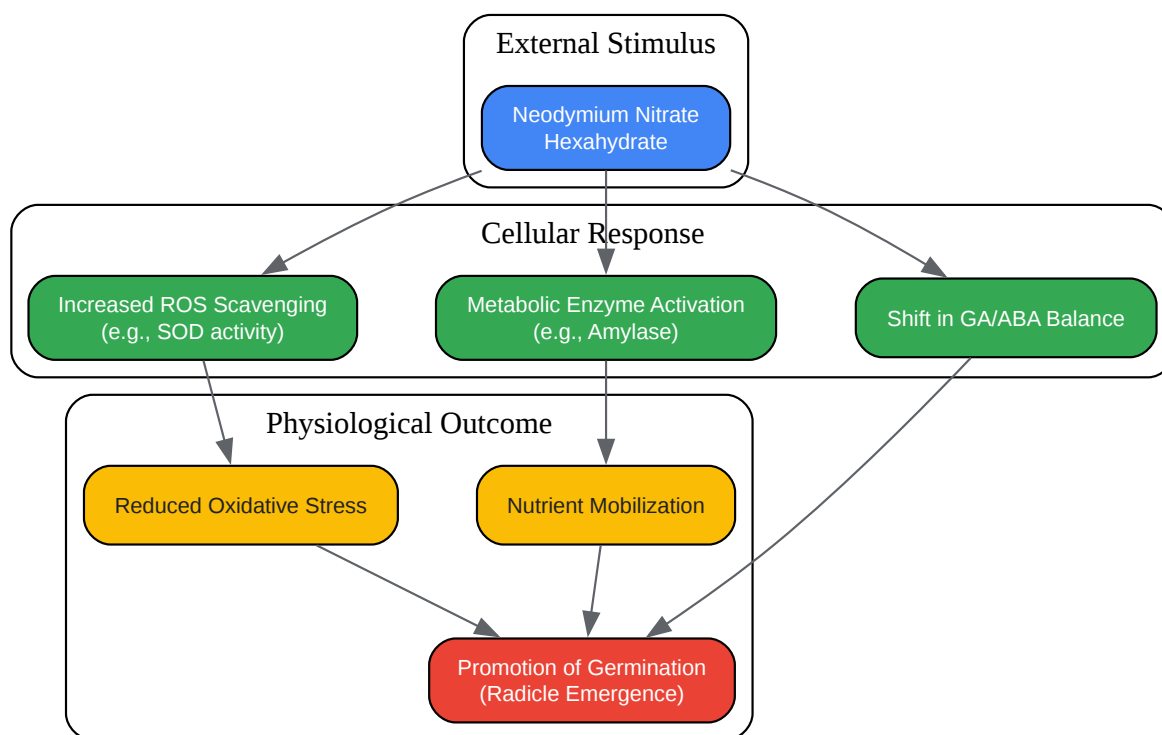 External Stimulus
Neodymium Nitrate
Hexahydrate
Cellular Response
Increased ROS Scavenging
(e.g., SOD activity)
Metabolic Enzyme Activation
(e.g., Amylase)
Shift in GA/ABA Balance
Physiological Outcome
Reduced Oxidative Stress
Nutrient Mobilization
Promotion of Germination
(Radicle Emergence)